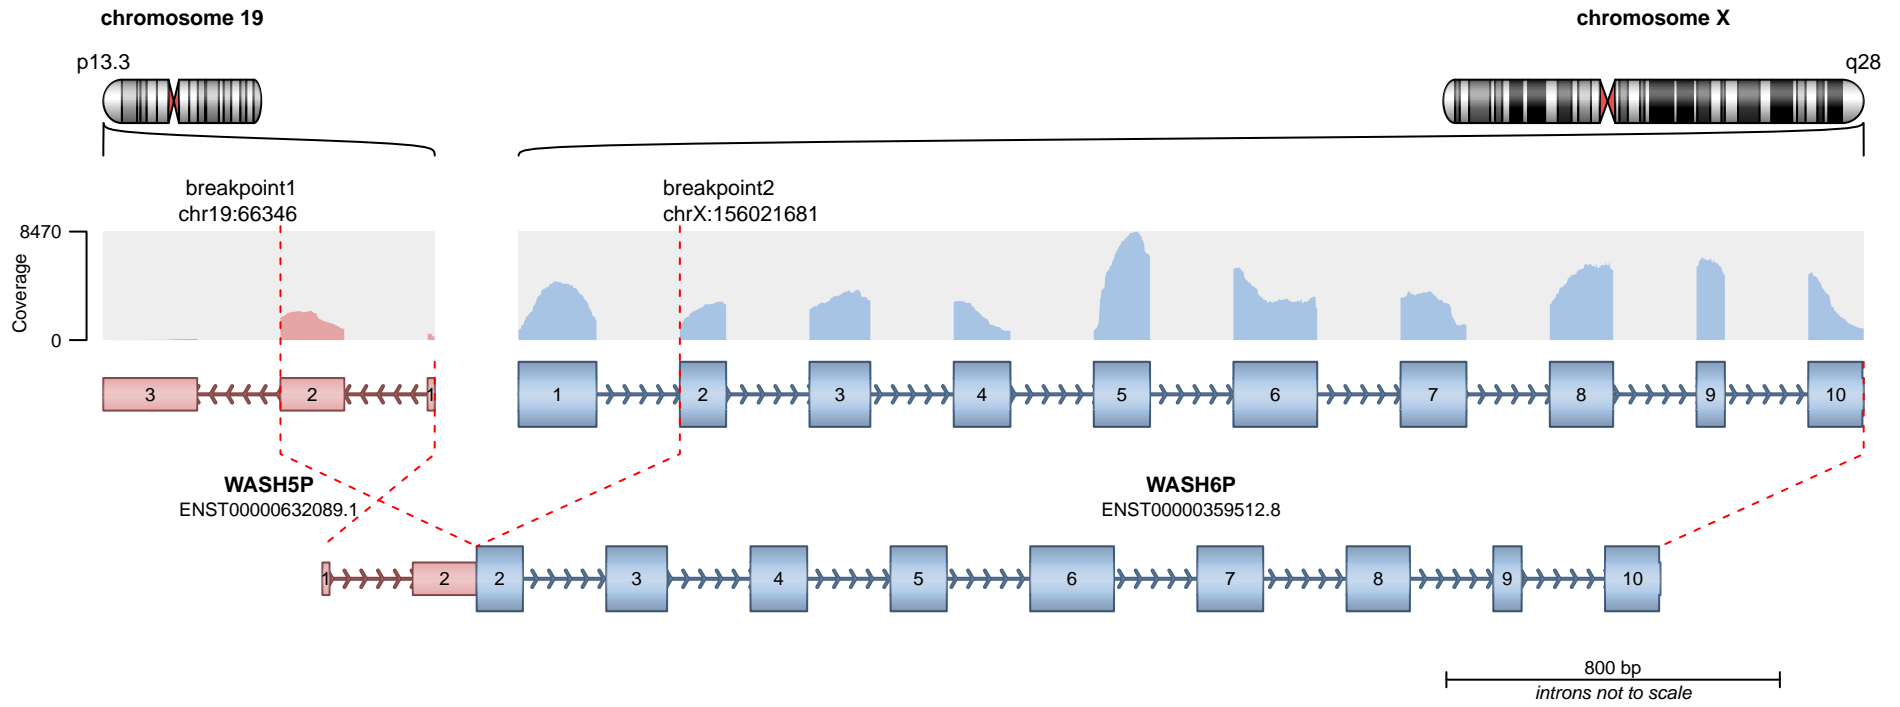 chromosome 19
chromosome X
p13.3
q28
breakpoint1
chr19:66346
breakpoint2
chrX:156021681
8470
Coverage
0
3 2 1
1 2 3 4 5 6 7 8 9 10
WASH5P
ENST00000632089.1
WASH6P
ENST00000359512.8
1 2 2 3 4 5 6 7 8 9 10
800 bp
introns not to scale